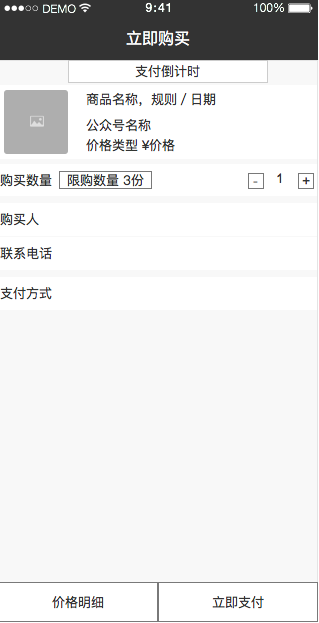 DEMO 9:41 100%
立即购买
支付倒计时
商品名称，规则 / 日期
公众号名称
价格类型 ¥价格
购买数量 限购数量 3份 - 1 +
购买人
联系电话
支付方式
价格明细 立即支付